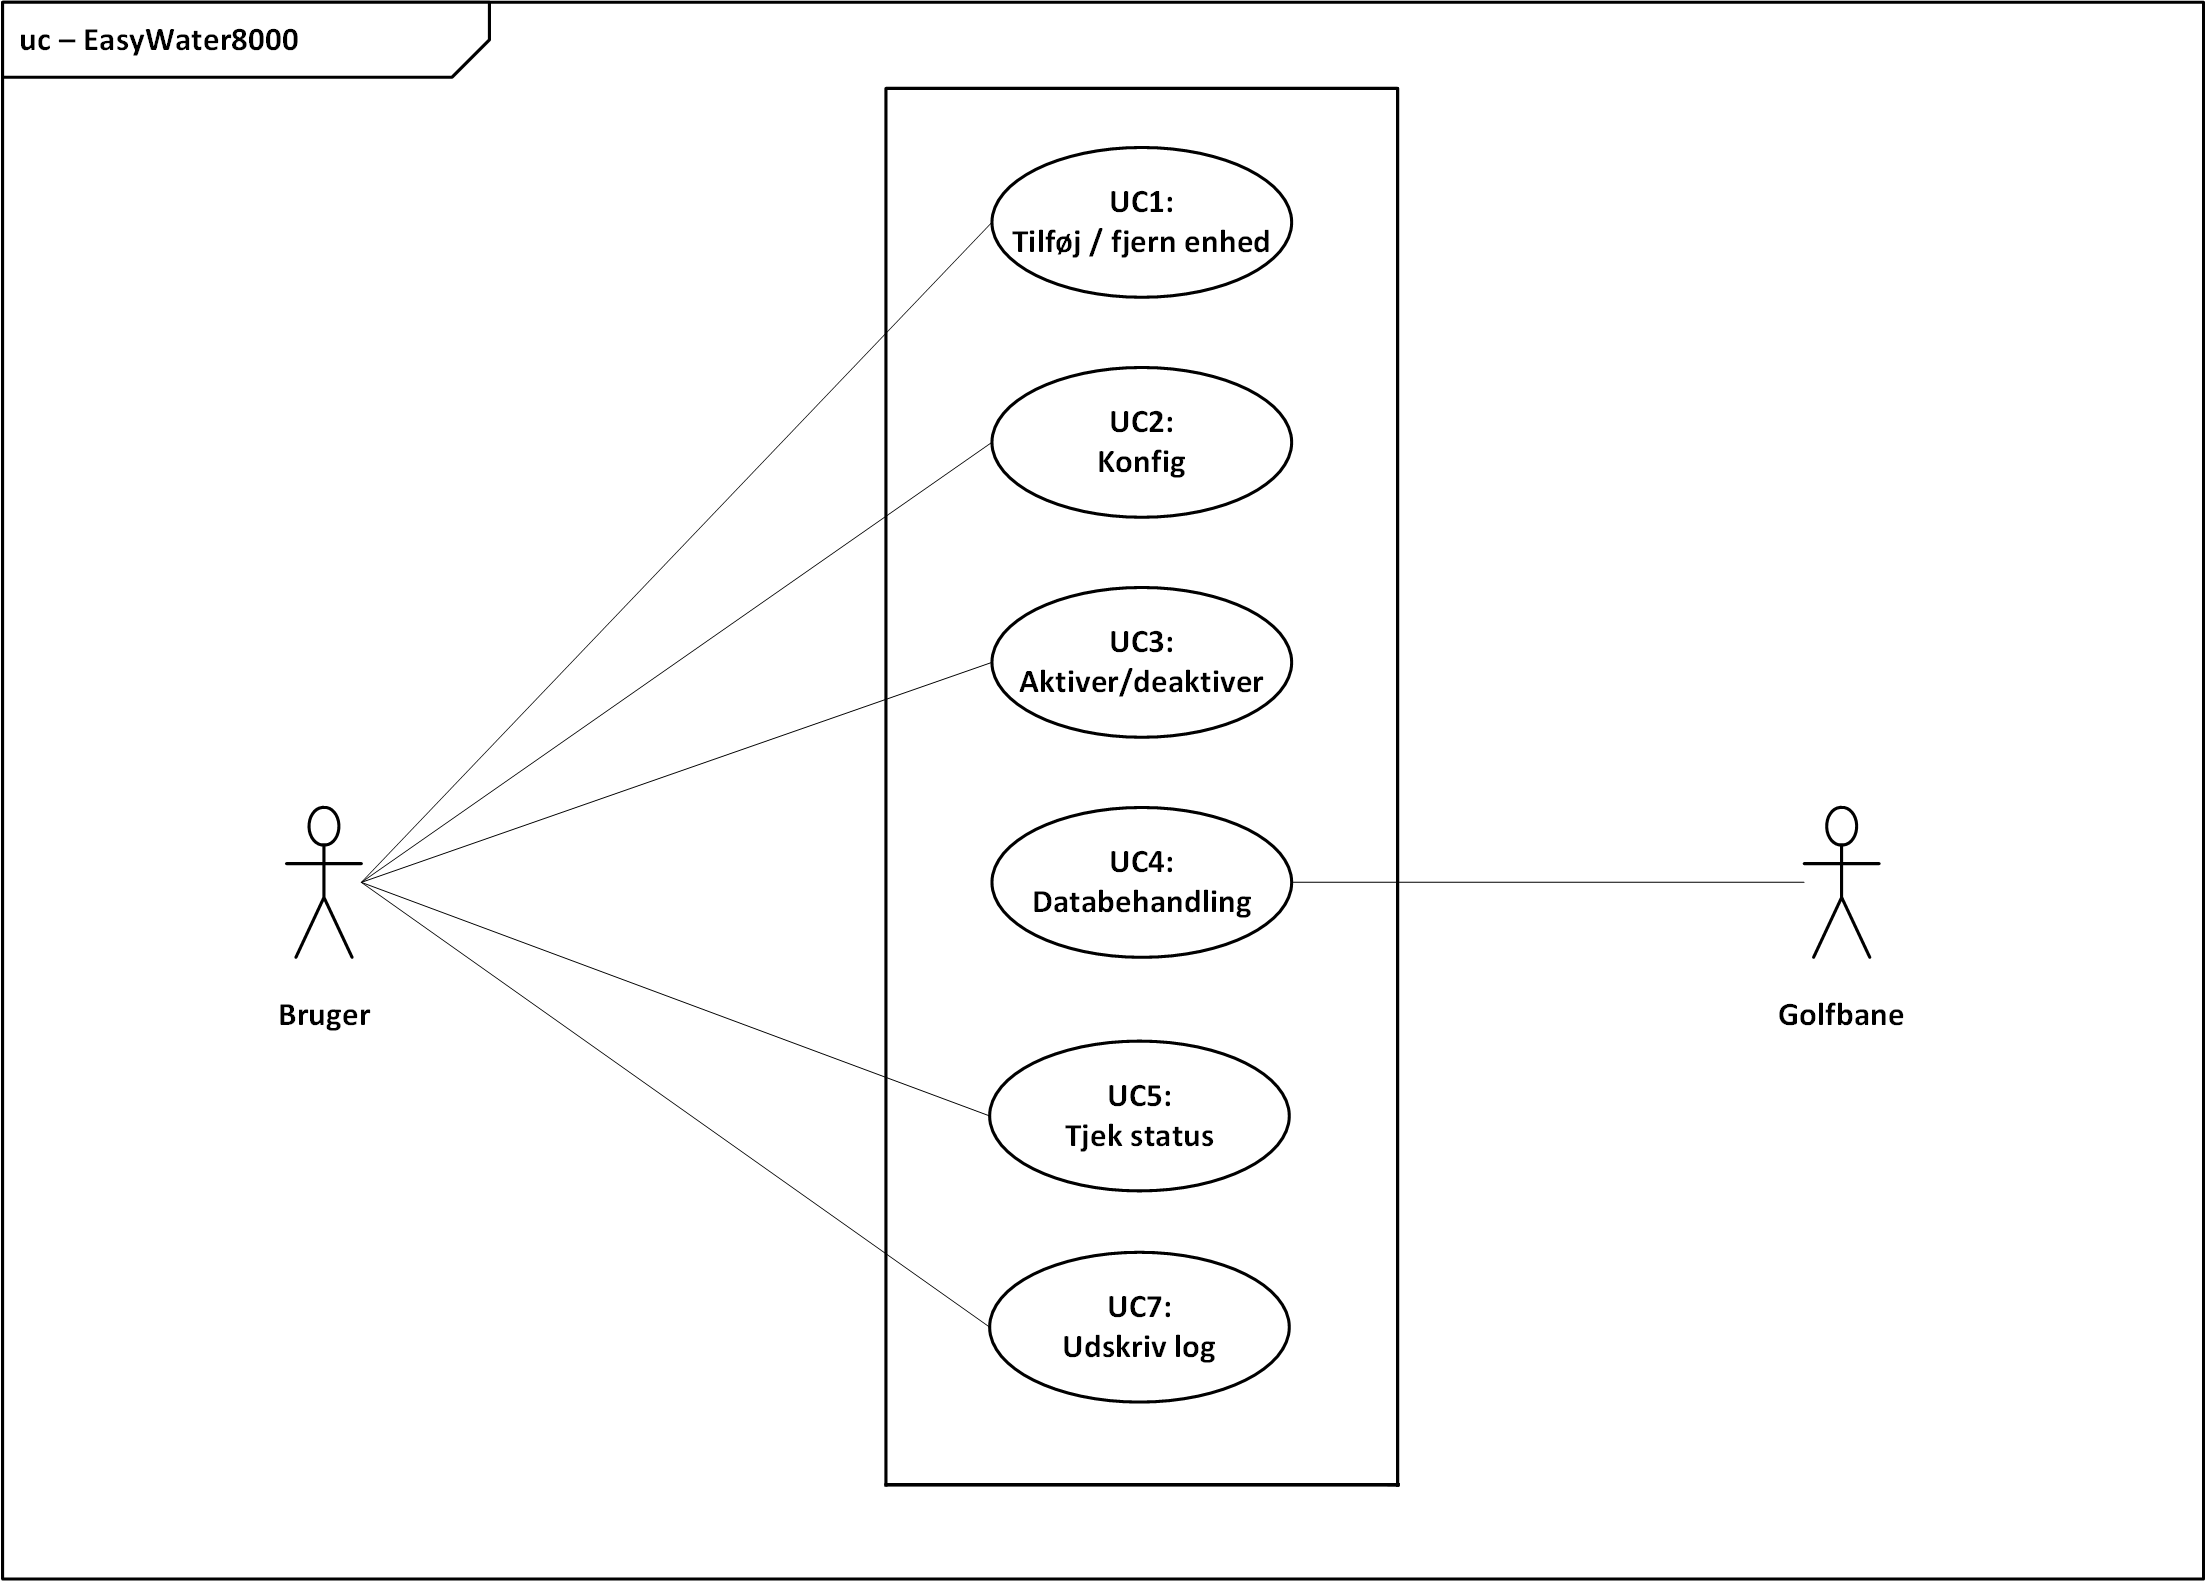 uc – EasyWater8000
UC1:
Tilføj / fjern enhed
UC2:
Konfig
UC3:
Aktiver/deaktiver
UC4:
Databehandling
Bruger
Golfbane
UC5:
Tjek status
UC7:
Udskriv log